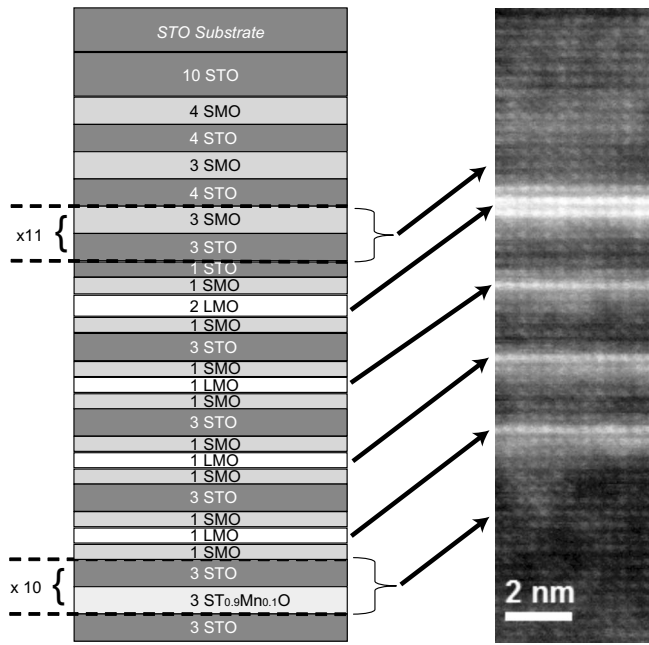 STO Substrate
10 STO
4 SMO
4 STO
3 SMO
4 STO
x11 {
3 SMO
3 STO
1 STO
1 SMO
2 LMO
1 SMO
3 STO
1 SMO
1 LMO
1 SMO
3 STO
1 SMO
1 LMO
1 SMO
3 STO
1 SMO
1 LMO
1 SMO
x 10 {
3 STO
3 ST0.9Mn0.1O
3 STO
2 nm